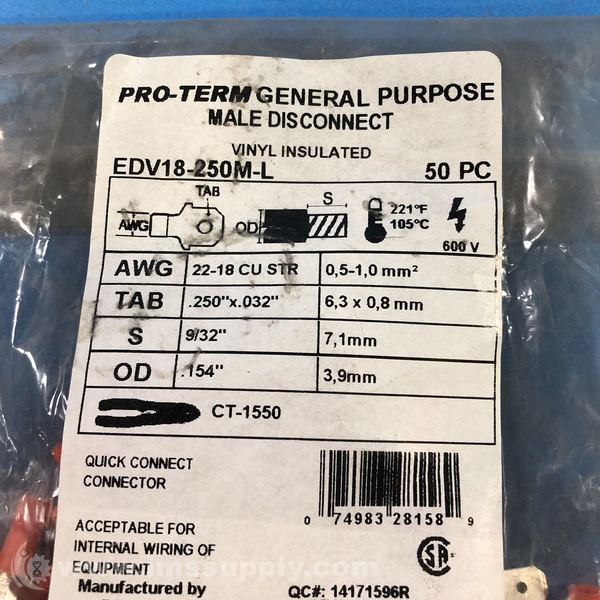 PRO-TERM GENERAL PURPOSE
MALE DISCONNECT
VINYL INSULATED
EDV18-250M-L 50 PC
TAB
S
AWG
OD
221°F
105°C
600 V
AWG 22-18 CU STR 0,5-1,0 mm²
TAB .250"x.032" 6,3 x 0,8 mm
S 9/32" 7,1mm
OD .154" 3,9mm
CT-1550
QUICK CONNECT
CONNECTOR
0 74983 28158 9
ACCEPTABLE FOR
INTERNAL WIRING OF
EQUIPMENT
SA
Manufactured by
QC#: 14171596R